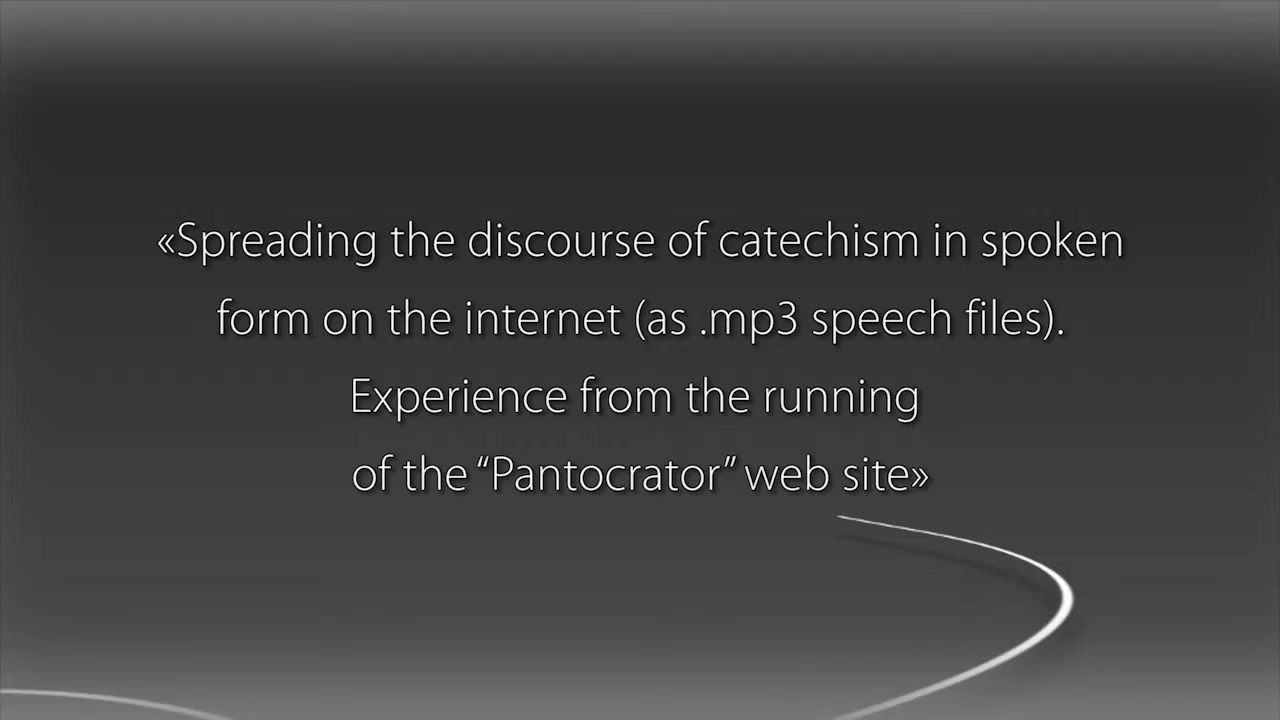 «Spreading the discourse of catechism in spoken
form on the internet (as .mp3 speech files).
Experience from the running
of the “Pantocrator” web site»